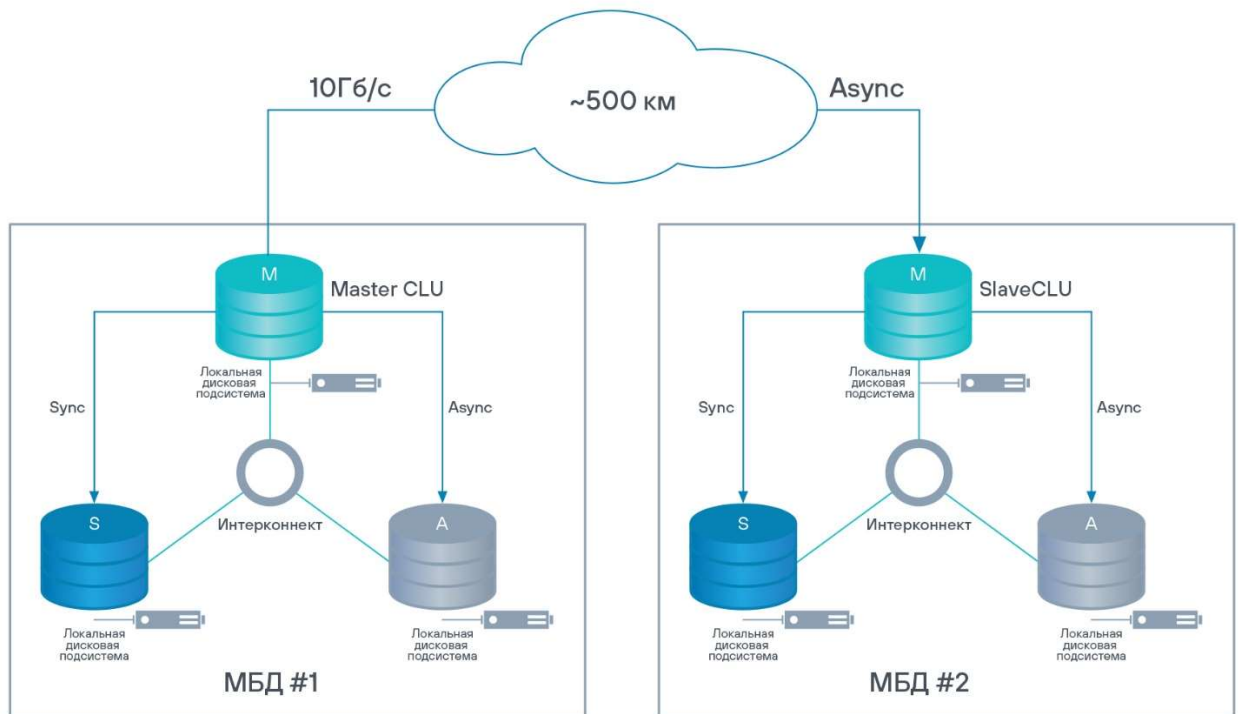 10Гб/с
~500 км
Async
M
Master CLU
Локальная
дисковая
подсистема
Sync
Async
S
Интерконнект
A
Локальная
дисковая
подсистема
Локальная
дисковая
подсистема
МБД #1
M
SlaveCLU
Локальная
дисковая
подсистема
Sync
Async
S
Интерконнект
A
Локальная
дисковая
подсистема
Локальная
дисковая
подсистема
МБД #2